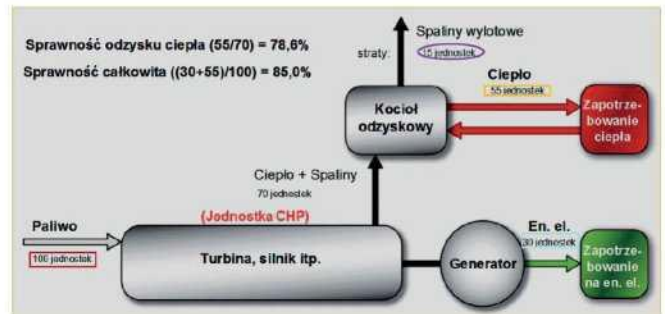 Sprawność odzysku ciepła (55/70) = 78,6%
Sprawność całkowita ((30+55)/100) = 85,0%
Spaliny wylotowe
straty:
15 jednostek
Ciepło
55 jednostek
Kocioł
odzyskowy
Zapotrze-
bowanie
ciepła
Ciepło + Spaliny
70 jednostek
(Jednostka CHP)
Paliwo
100 jednostek
Turbina, silnik itp.
Generator
En. el.
30 jednostek
Zapotrze-
bowanie
na en. el.